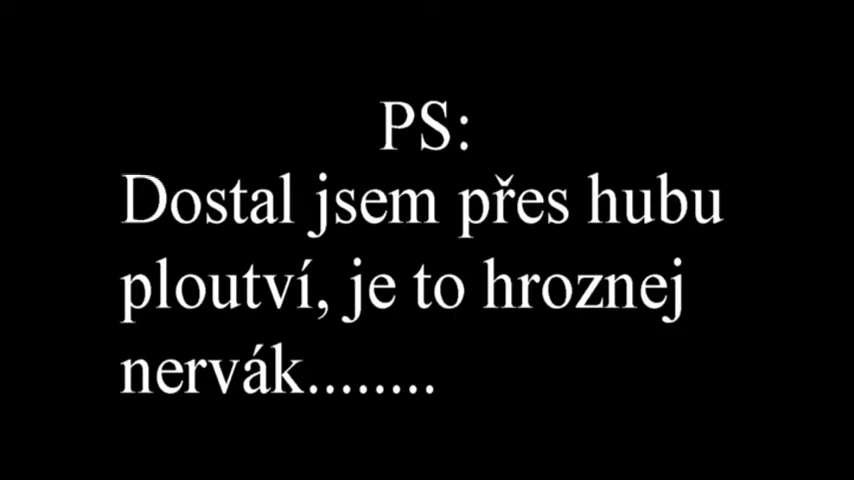 PS:
Dostal jsem přes hubu
ploutví, je to hroznej
nervák........